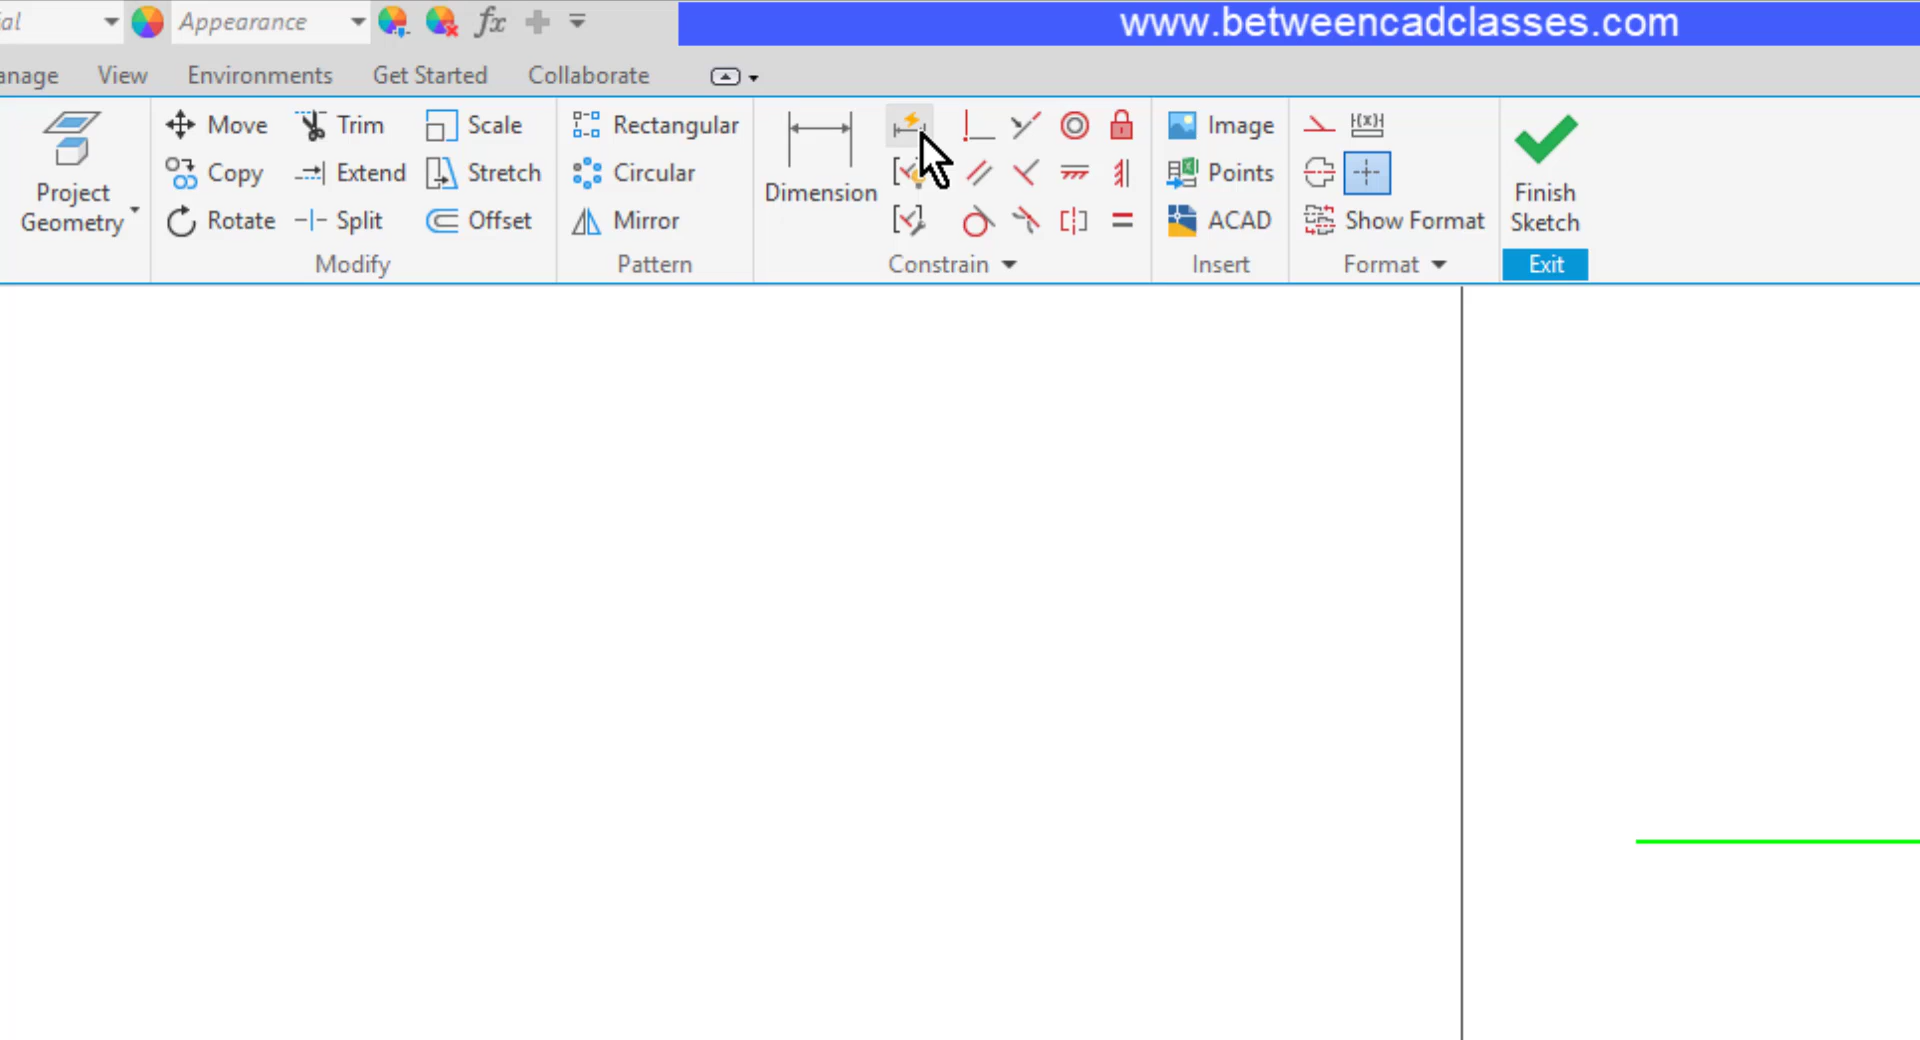 al Appearance fx www.betweencadclasses.com
anage View Environments Get Started Collaborate
Project Geometry
Move Trim Scale
Copy Extend Stretch
Rotate Split Offset
Modify
Rectangular
Circular
Mirror
Pattern
Dimension
Constrain
Image
Points
ACAD
Insert
(x)
Show Format
Format
Finish
Sketch
Exit